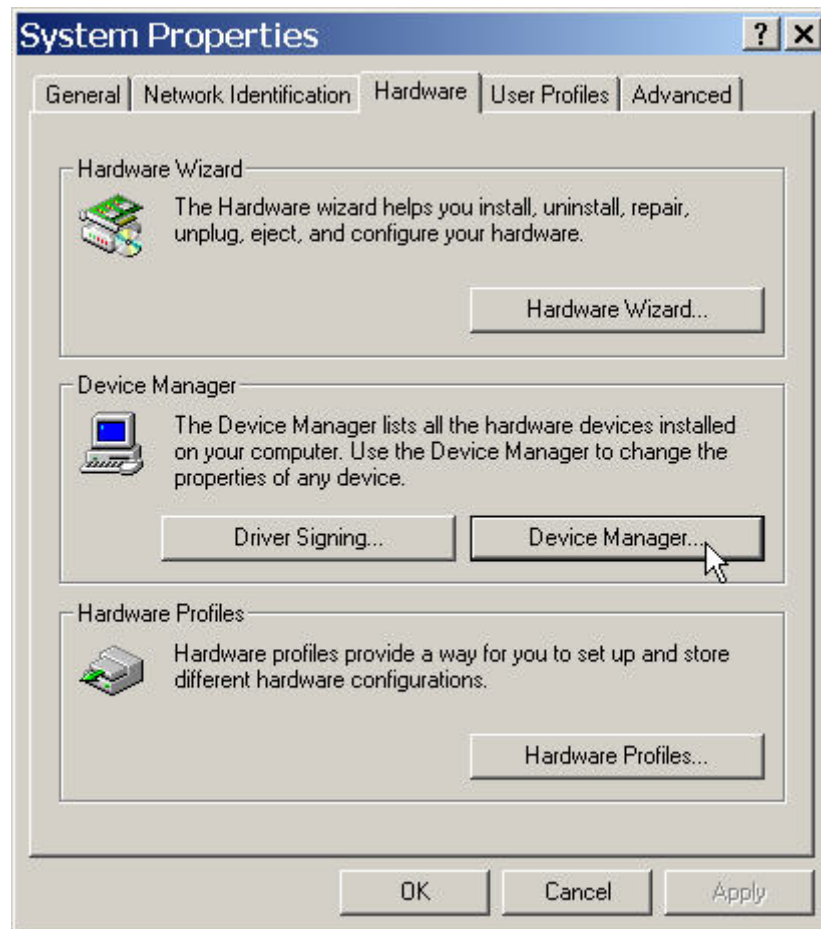 System Properties
General
Network Identification
Hardware
User Profiles
Advanced
Hardware Wizard
The Hardware wizard helps you install, uninstall, repair,
unplug, eject, and configure your hardware.
Hardware Wizard...
Device Manager
The Device Manager lists all the hardware devices installed
on your computer. Use the Device Manager to change the
properties of any device.
Driver Signing...
Device Manager...
Hardware Profiles
Hardware profiles provide a way for you to set up and store
different hardware configurations.
Hardware Profiles...
OK
Cancel
Apply